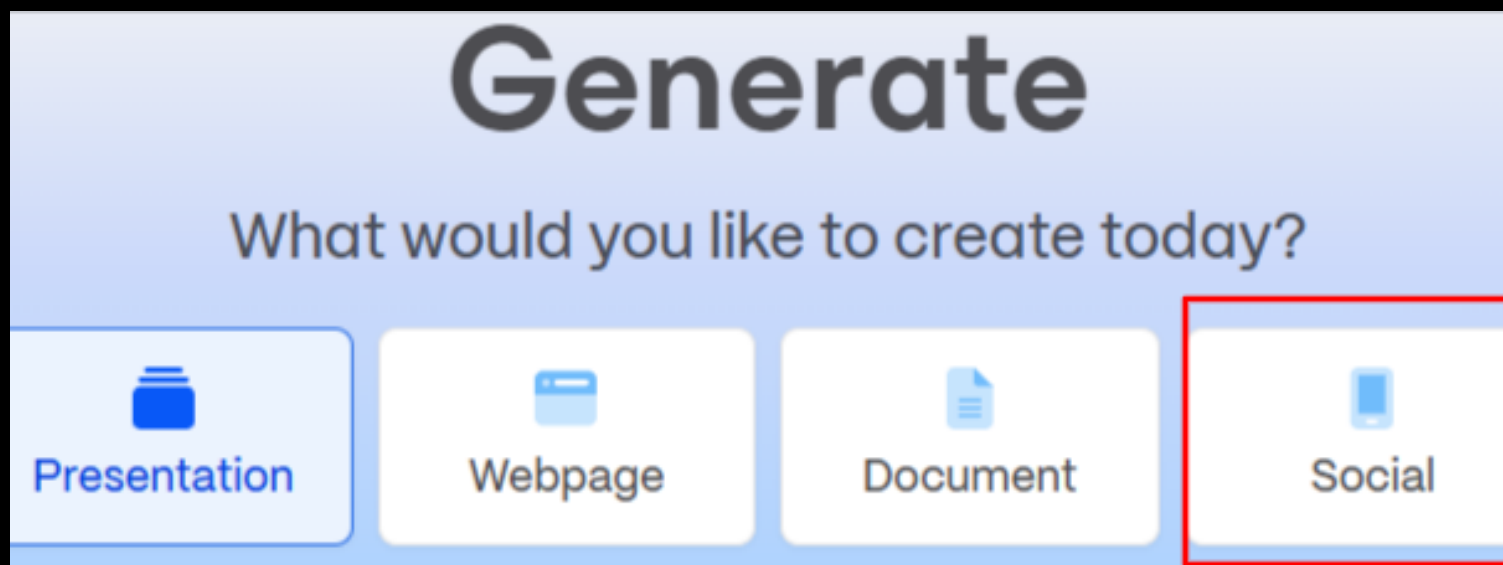 Generate
What would you like to create today?
Presentation
Webpage
Document
Social